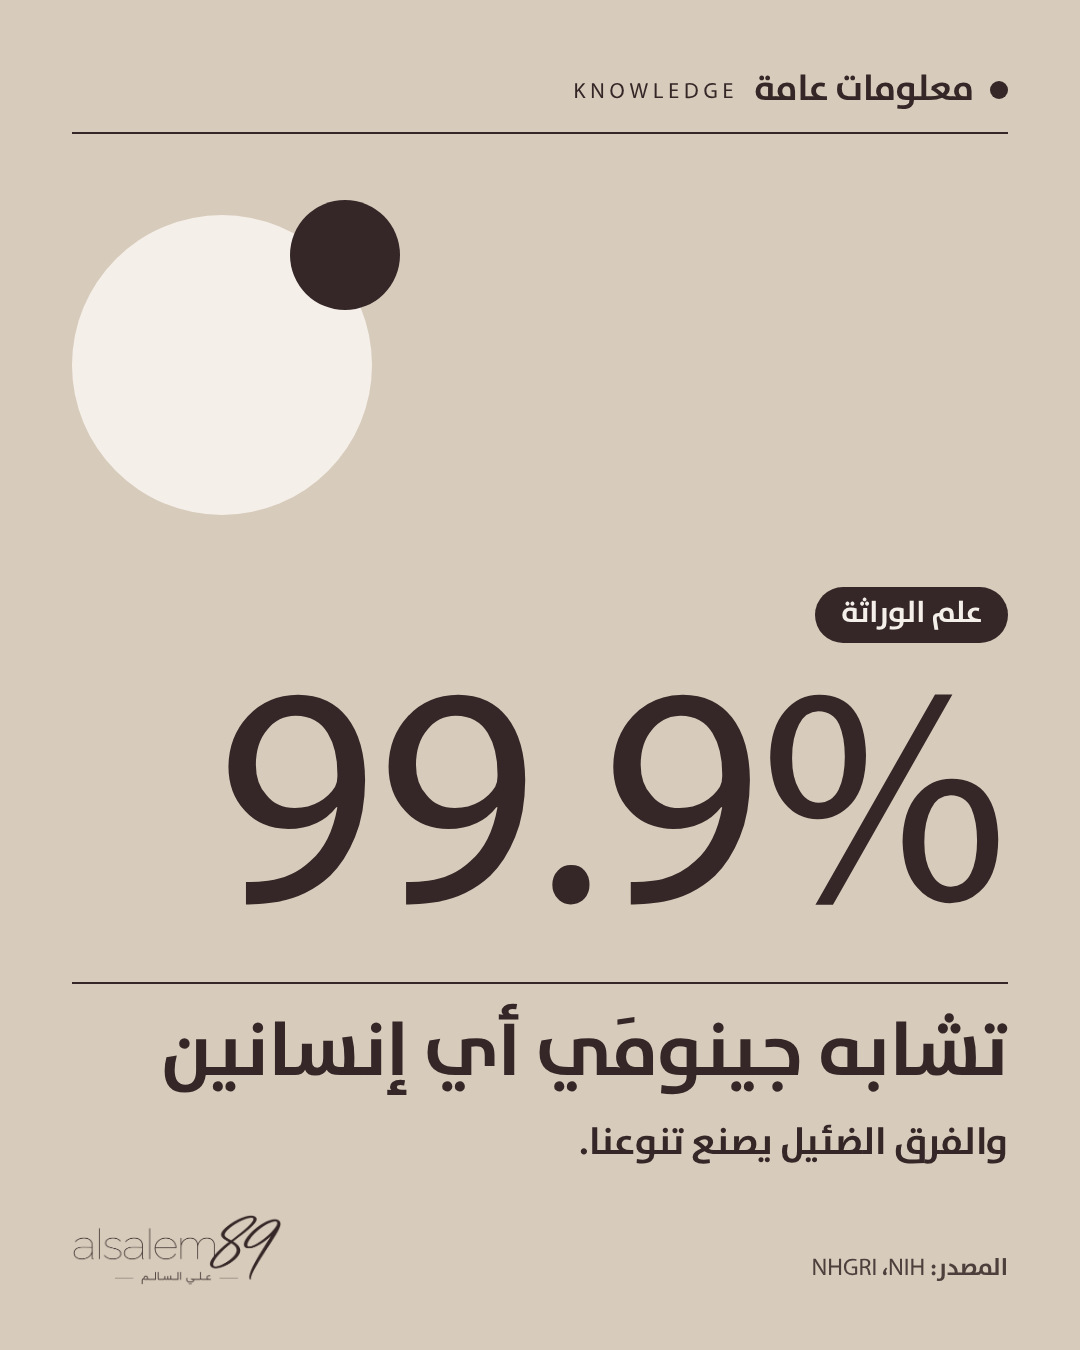 معلومات عامة KNOWLEDGE
علم الوراثة
99.9%
تشابه جينومَي أي إنسانين
والفرق الضئيل يصنع تنوعنا.
المصدر: NHGRI ،NIH
alsalem89
علي السالم